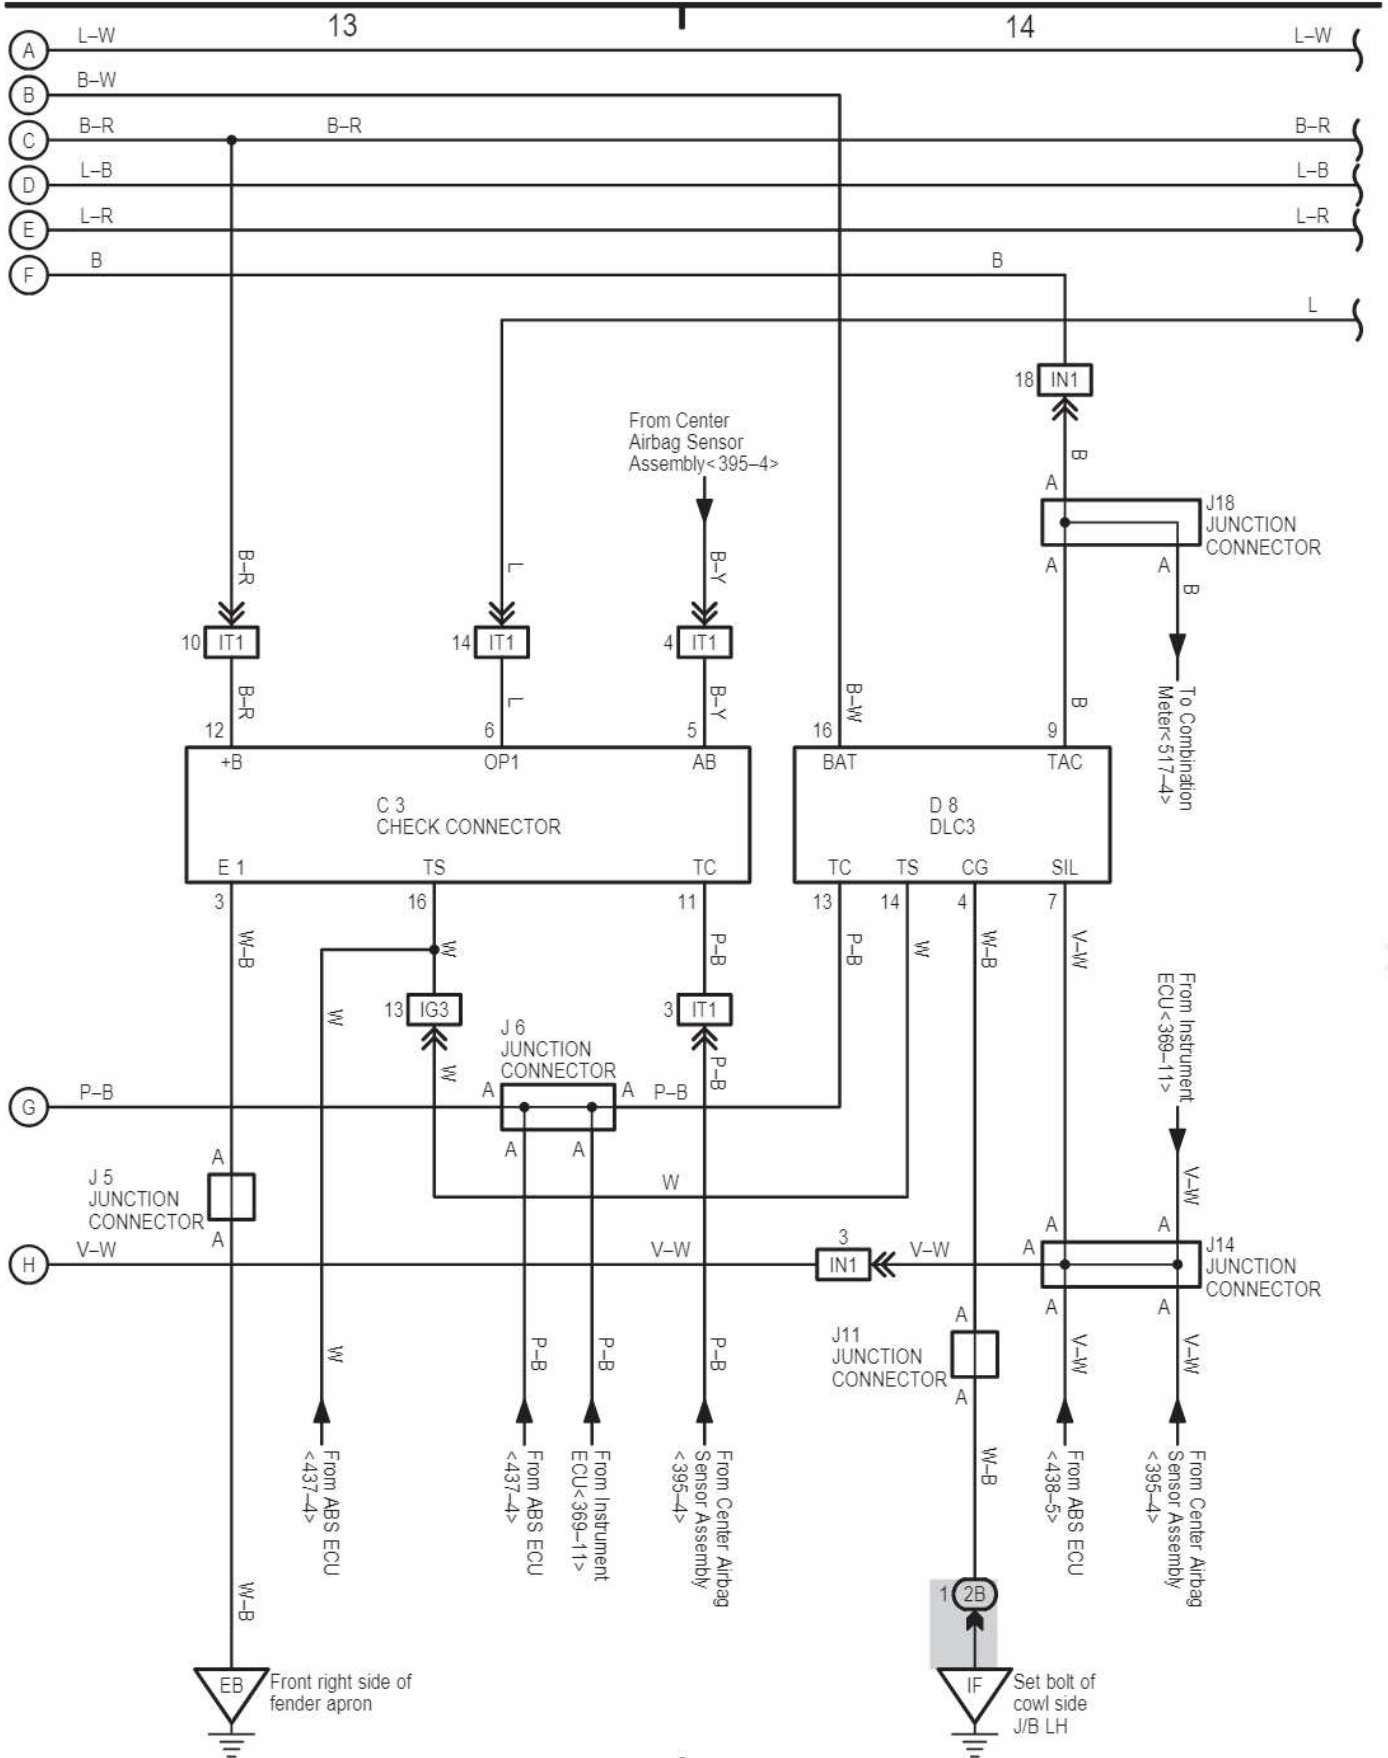 13
14
A
L–W
L–W
B
B–W
C
B–R
B–R
B–R
D
L–B
L–B
E
L–R
L–R
F
B
B
L
18
IN1
From Center
Airbag Sensor
Assembly<395–4>
B
A
J18
JUNCTION
CONNECTOR
A
A
B–R
L
B–Y
B
10
IT1
14
IT1
4
IT1
B–R
L
B–Y
B–W
B
To Combination
Meter<517–4>
12
6
5
16
9
+B
OP1
AB
BAT
TAC
C 3
CHECK CONNECTOR
D 8
DLC3
E 1
TS
TC
TC
TS
CG
SIL
3
16
11
13
14
4
7
W–B
W
P–B
P–B
W
W–B
V–W
From Instrument
ECU<369–11>
W
13
IG3
3
IT1
J 6
JUNCTION
CONNECTOR
W
P–B
G
P–B
A
A
P–B
A
A
A
J 5
JUNCTION
CONNECTOR
W
V–W
A
A
A
H
V–W
V–W
3
IN1
V–W
A
J14
JUNCTION
CONNECTOR
A
A
A
J11
JUNCTION
CONNECTOR
A
W
P–B
P–B
P–B
V–W
V–W
From ABS ECU
<437–4>
From ABS ECU
<437–4>
From Instrument
ECU<369–11>
From Center Airbag
Sensor Assembly
<395–4>
W–B
From ABS ECU
<438–5>
From Center Airbag
Sensor Assembly
<395–4>
W–B
1
2B
EB
Front right side of
fender apron
IF
Set bolt of
cowl side
J/B LH